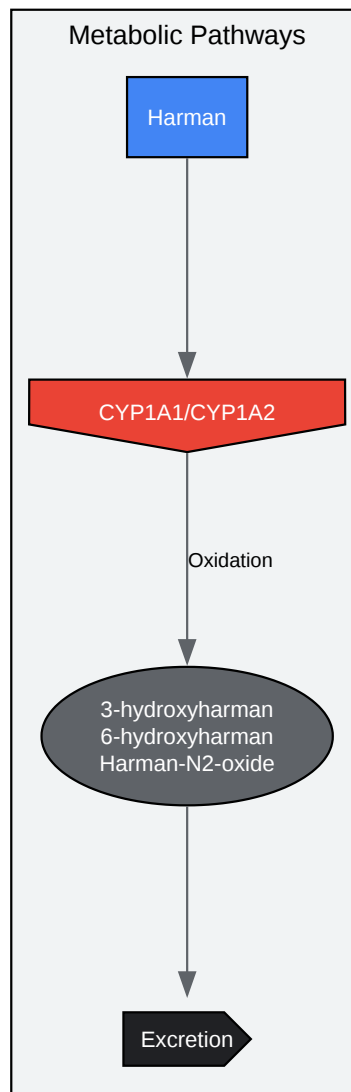 Metabolic Pathways
Harman
CYP1A1/CYP1A2
Oxidation
3-hydroxyharman
6-hydroxyharman
Harman-N2-oxide
Excretion